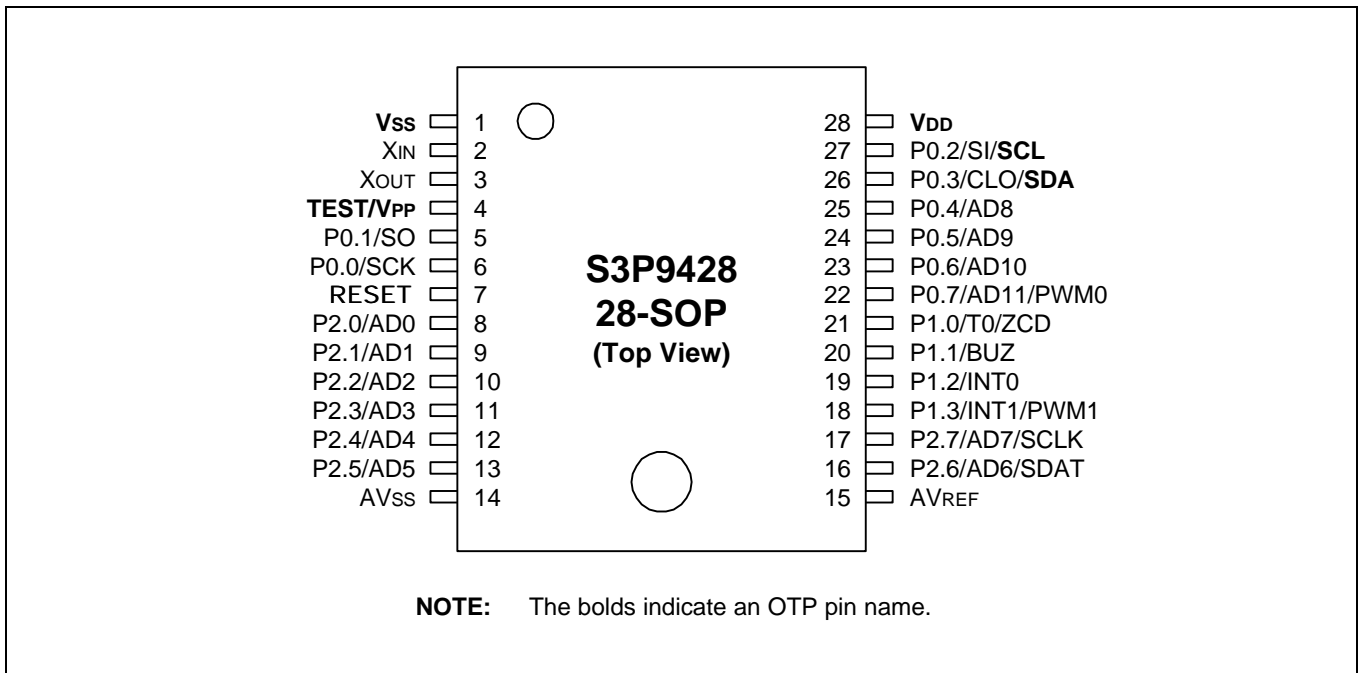 VSS 1
XIN 2
XOUT 3
TEST/VPP 4
P0.1/SO 5
P0.0/SCK 6
RESET 7
P2.0/AD0 8
P2.1/AD1 9
P2.2/AD2 10
P2.3/AD3 11
P2.4/AD4 12
P2.5/AD5 13
AVSS 14
S3P9428
28-SOP
(Top View)
28 VDD
27 P0.2/SI/SCL
26 P0.3/CLO/SDA
25 P0.4/AD8
24 P0.5/AD9
23 P0.6/AD10
22 P0.7/AD11/PWM0
21 P1.0/T0/ZCD
20 P1.1/BUZ
19 P1.2/INT0
18 P1.3/INT1/PWM1
17 P2.7/AD7/SCLK
16 P2.6/AD6/SDAT
15 AVREF
NOTE: The bolds indicate an OTP pin name.